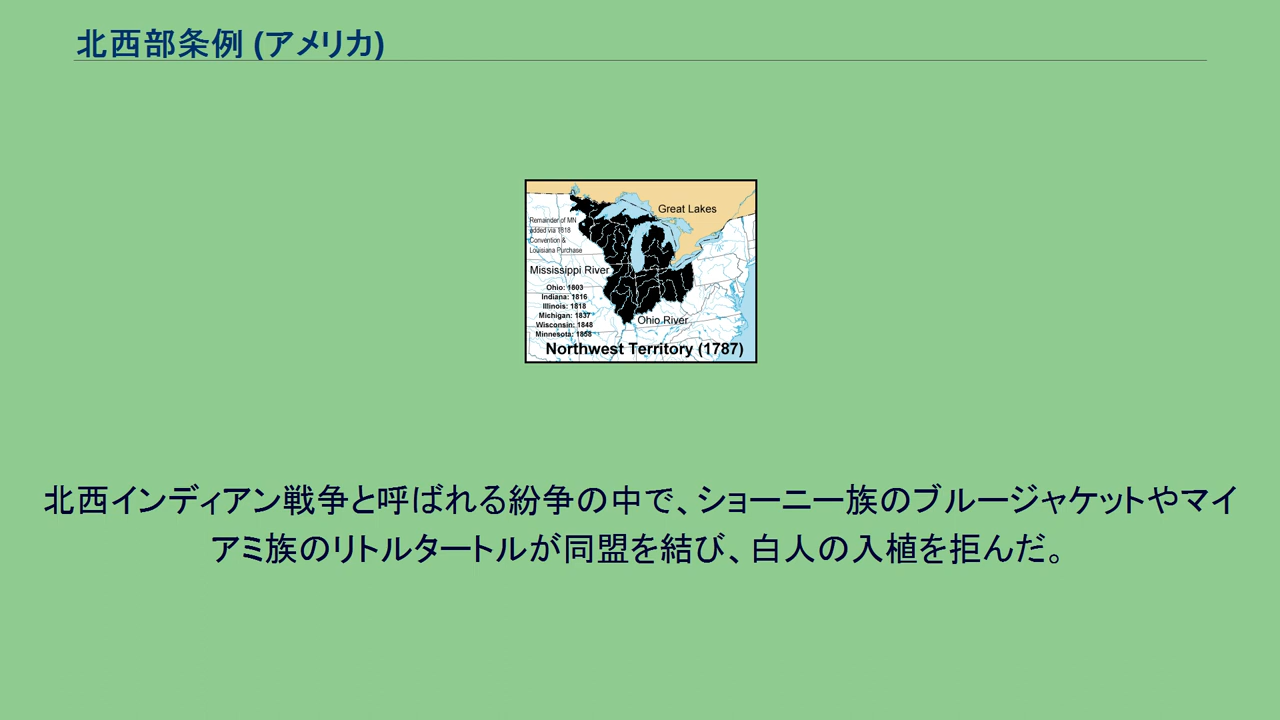 北西部条例 (アメリカ)
Great Lakes
Remainder of MN
added via 1818
Convention &
Louisiana Purchase
Mississippi River
Ohio: 1803
Indiana: 1816
Illinois: 1818
Michigan: 1837
Wisconsin: 1848
Minnesota: 1858
Ohio River
Northwest Territory (1787)
北西インディアン戦争と呼ばれる紛争の中で、ショーニー族のブルージャケットやマイ
アミ族のリトルタートルが同盟を結び、白人の入植を拒んだ。